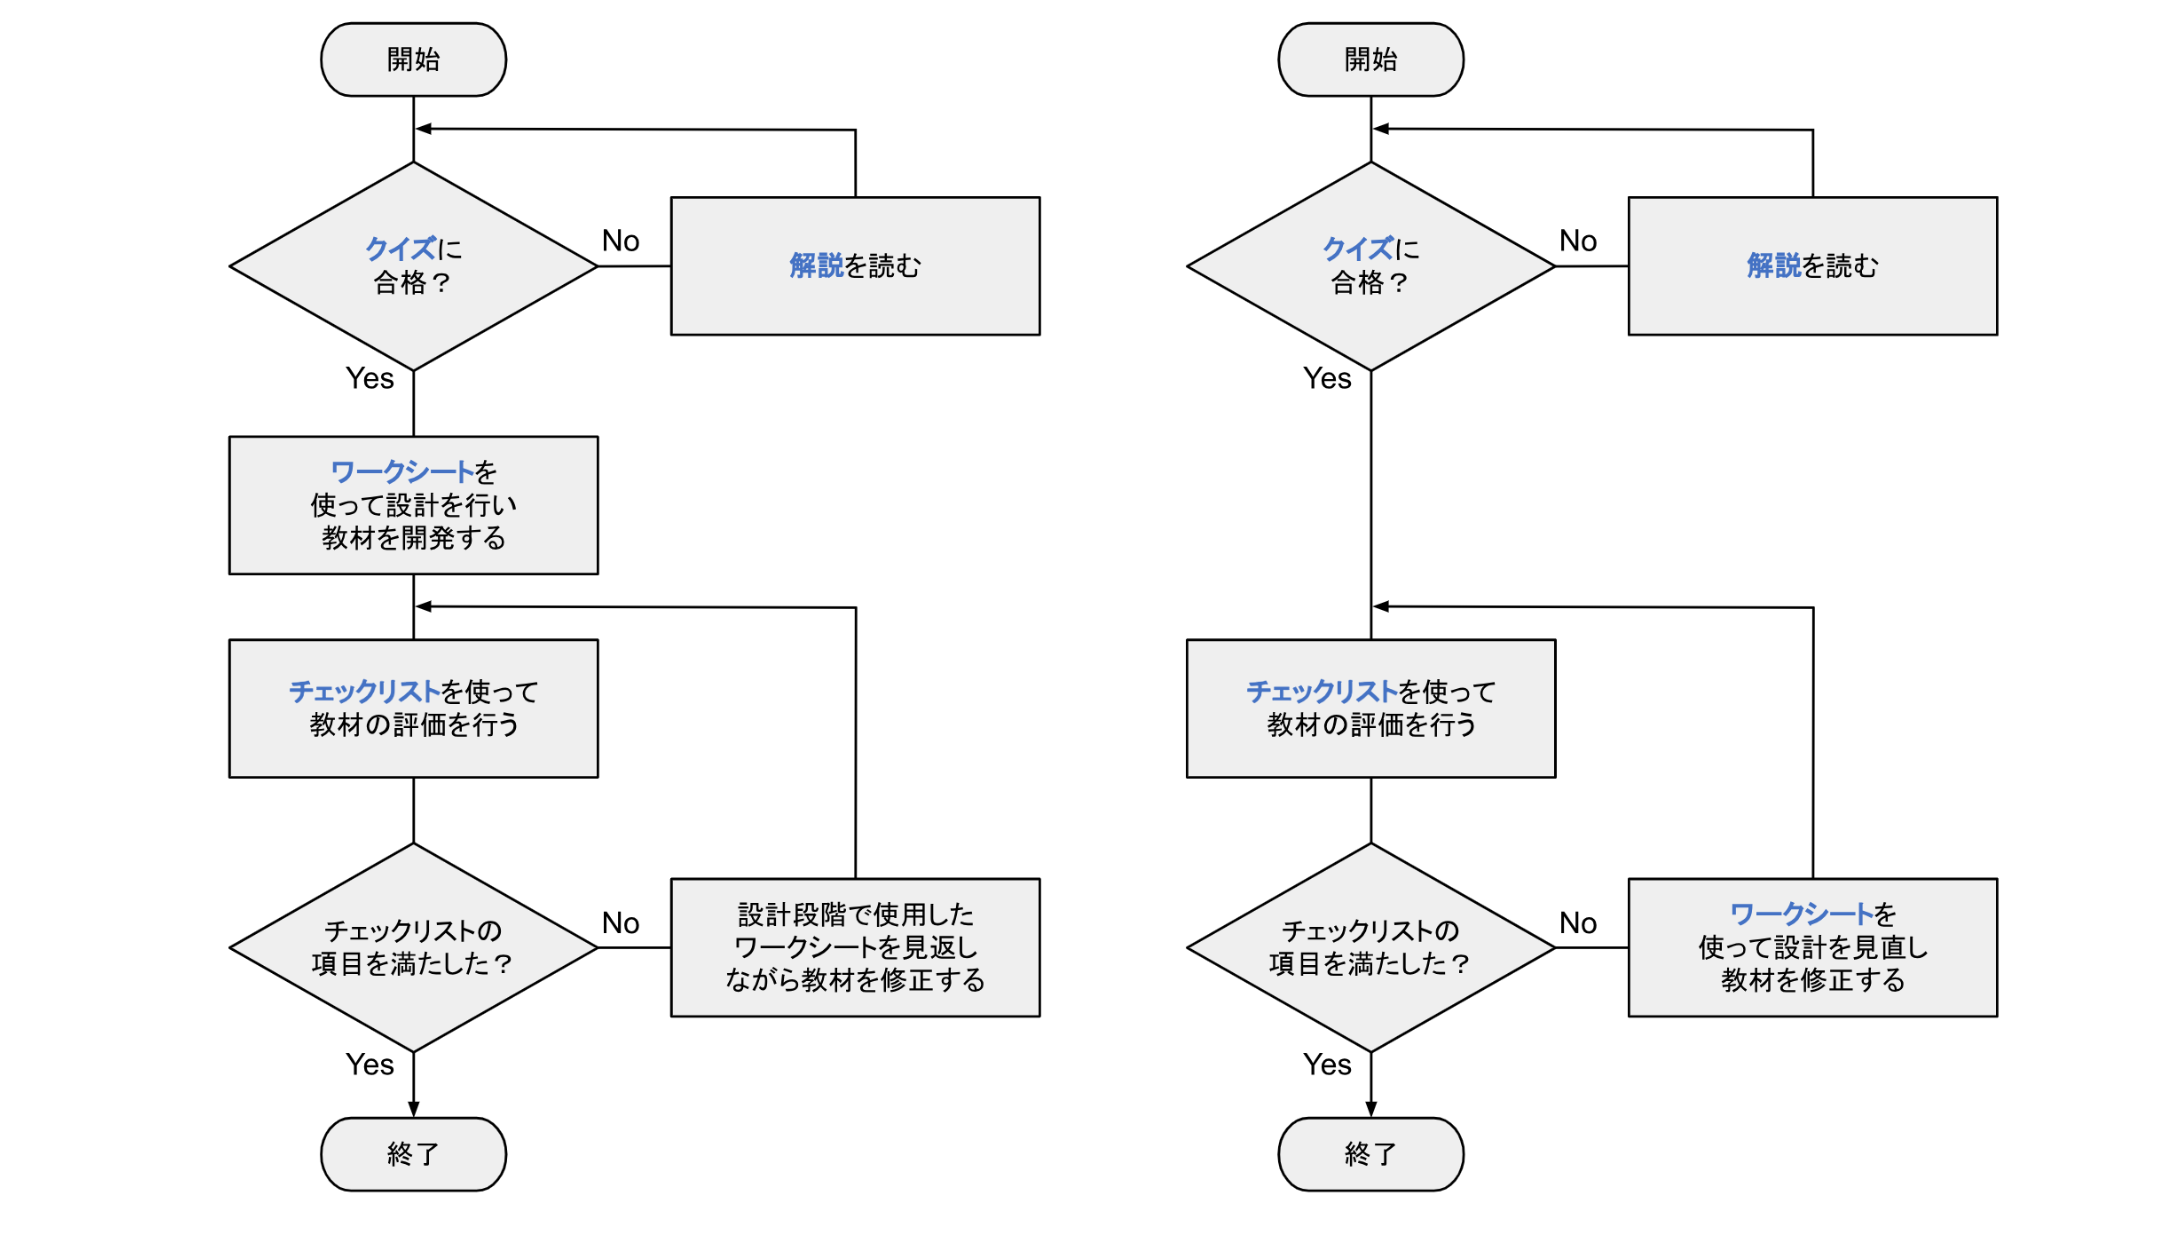 開始
クイズに
合格？
No
解説を読む
Yes
ワークシートを
使って設計を行い
教材を開発する
チェックリストを使って
教材の評価を行う
チェックリストの
項目を満たした？
No
設計段階で使用した
ワークシートを見返し
ながら教材を修正する
Yes
終了
開始
クイズに
合格？
No
解説を読む
Yes
チェックリストを使って
教材の評価を行う
チェックリストの
項目を満たした？
No
ワークシートを
使って設計を見直し
教材を修正する
Yes
終了